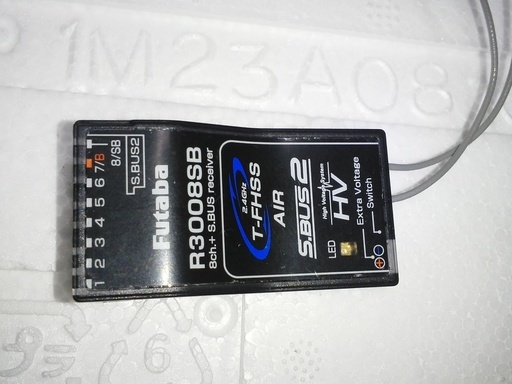 1M23A08
Futaba
R3008SB
8ch.+ S.BUS receiver
2.4GHz
T-FHSS
AIR
S.BUS2
High Voltage System
HV
LED
Extra Voltage
Switch
1 2 3 4 5 6 7/B
8/SB
S.BUS2
6